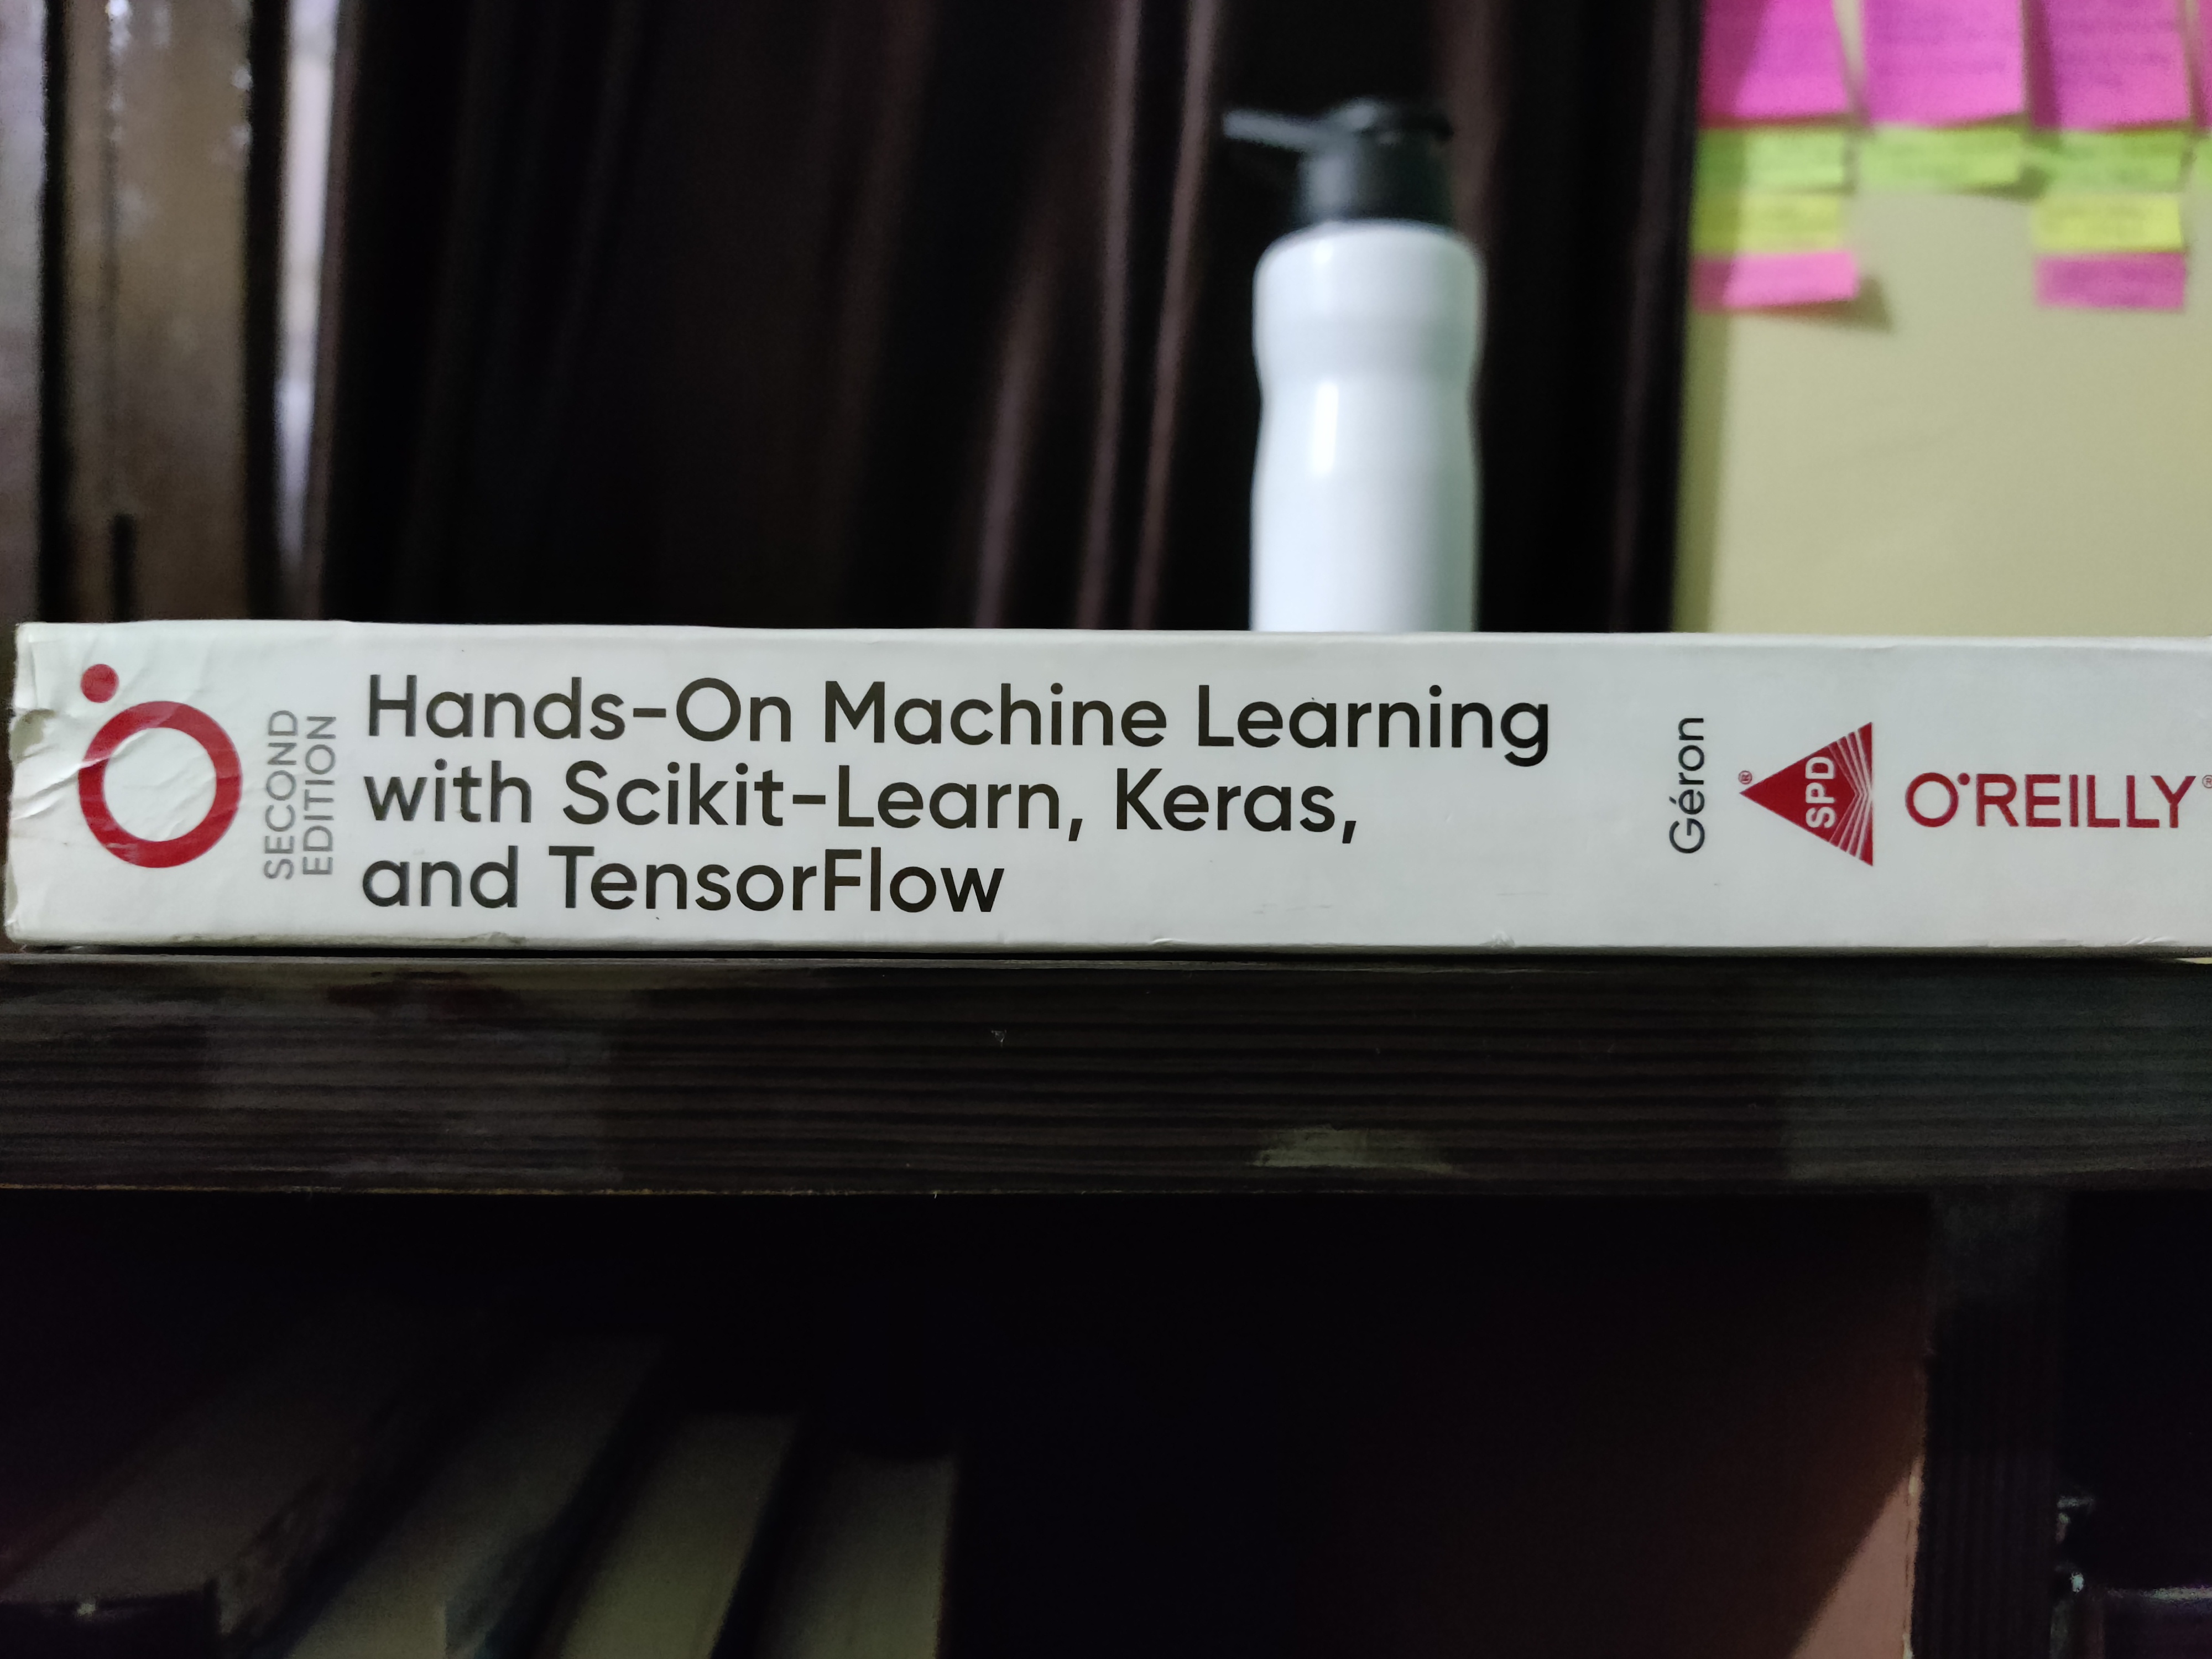 SECOND
EDITION
Hands-On Machine Learning
with Scikit-Learn, Keras,
and TensorFlow
Géron
SPD®
O'REILLY®